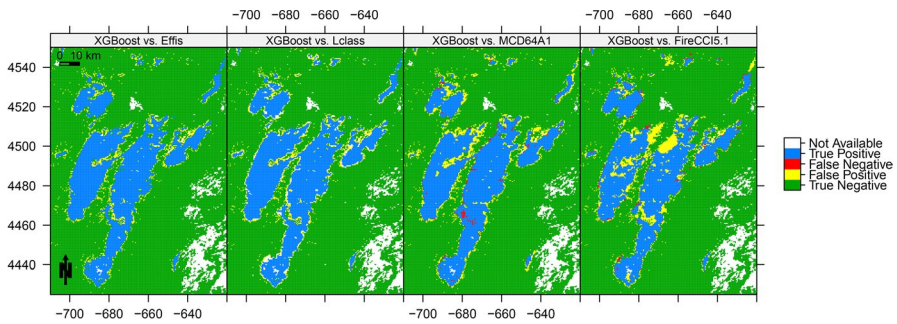 −700 −680 −660 −640
−700 −680 −660 −640
XGBoost vs. Effis
XGBoost vs. Lclass
XGBoost vs. MCD64A1
XGBoost vs. FireCCI5.1
0 10 km
4540
4520
4500
4480
4460
4440
N
Not Available
True Positive
False Negative
False Positive
True Negative
−700 −680 −660 −640
−700 −680 −660 −640